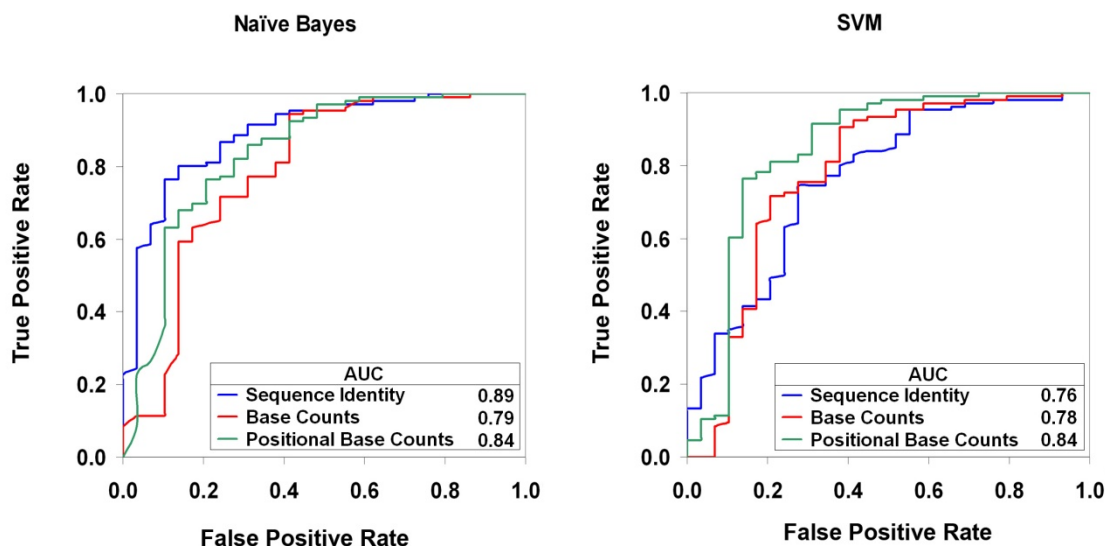 Naïve Bayes
True Positive Rate
1.0
0.8
0.6
0.4
0.2
0.0
AUC
Sequence Identity 0.89
Base Counts 0.79
Positional Base Counts 0.84
0.0 0.2 0.4 0.6 0.8 1.0
False Positive Rate
SVM
True Positive Rate
1.0
0.8
0.6
0.4
0.2
0.0
AUC
Sequence Identity 0.76
Base Counts 0.78
Positional Base Counts 0.84
0.0 0.2 0.4 0.6 0.8 1.0
False Positive Rate